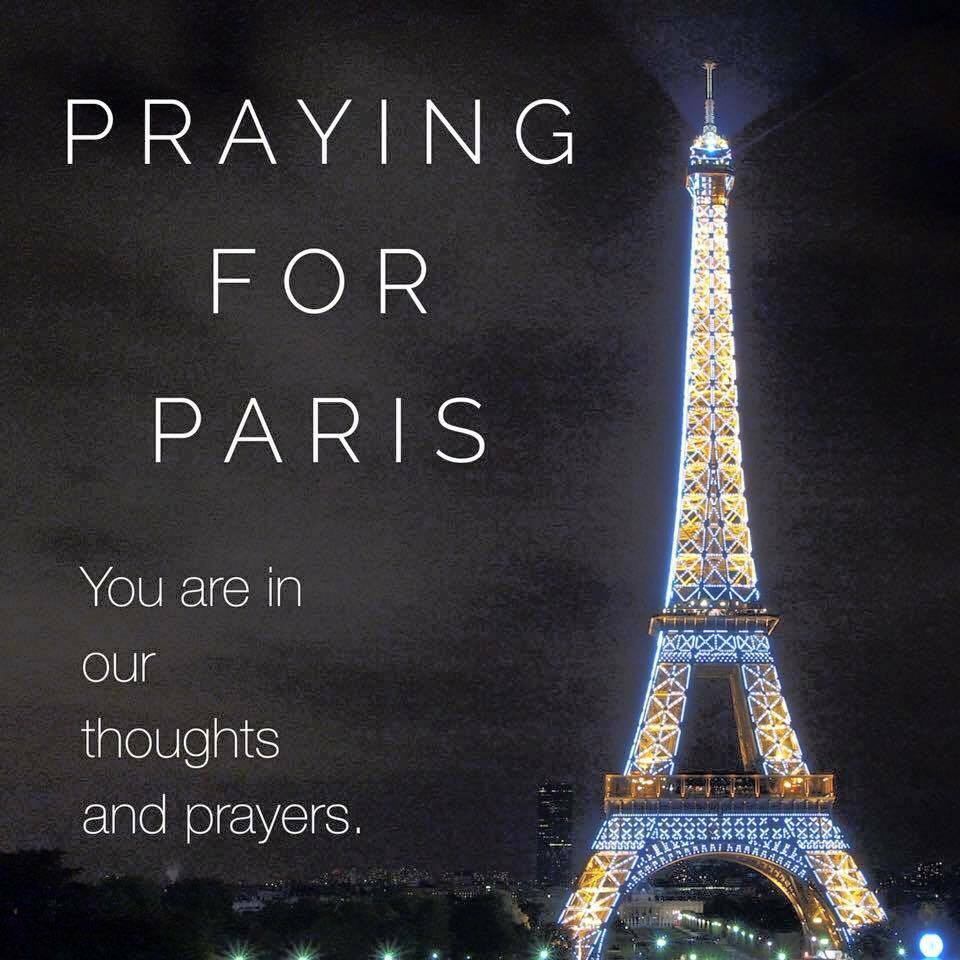 PRAYING
FOR
PARIS
You are in
our
thoughts
and prayers.